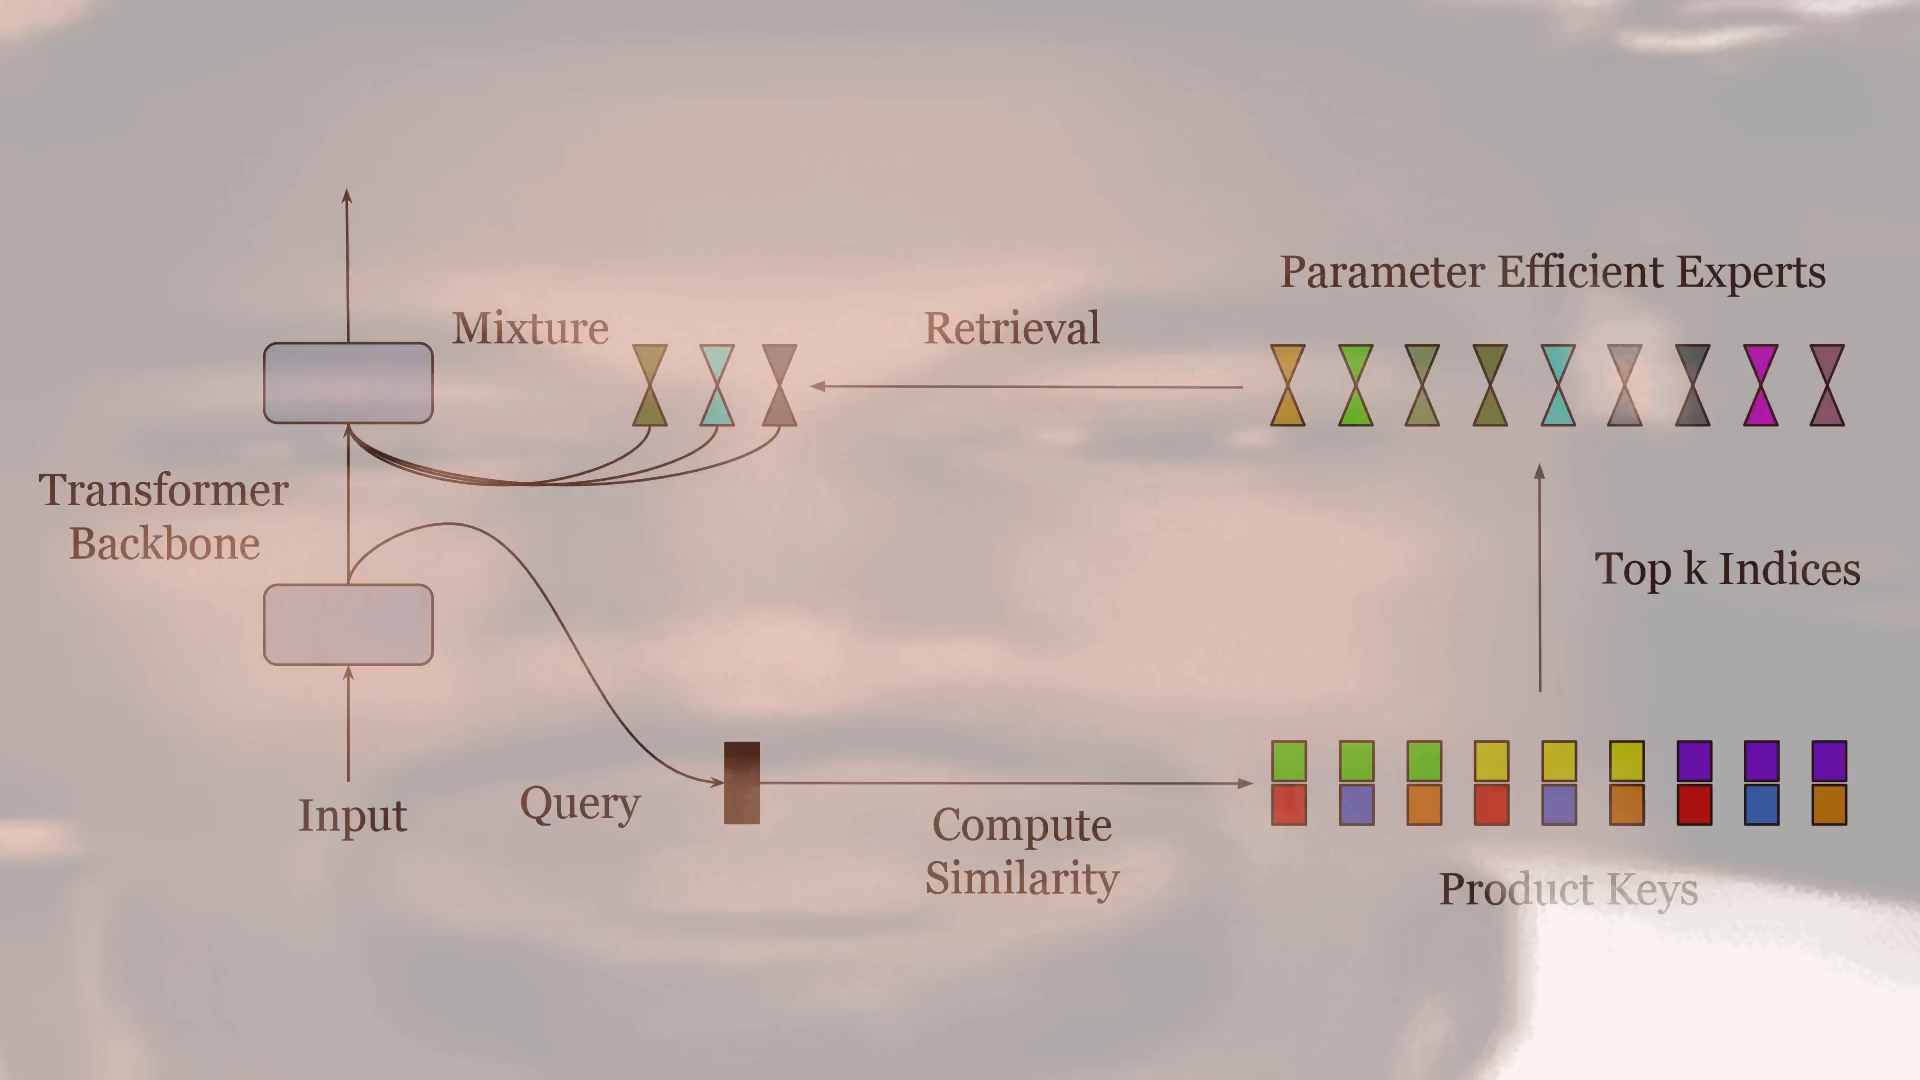 Parameter Efficient Experts
Mixture
Retrieval
Transformer
Backbone
Top k Indices
Input
Query
Compute
Similarity
Product Keys